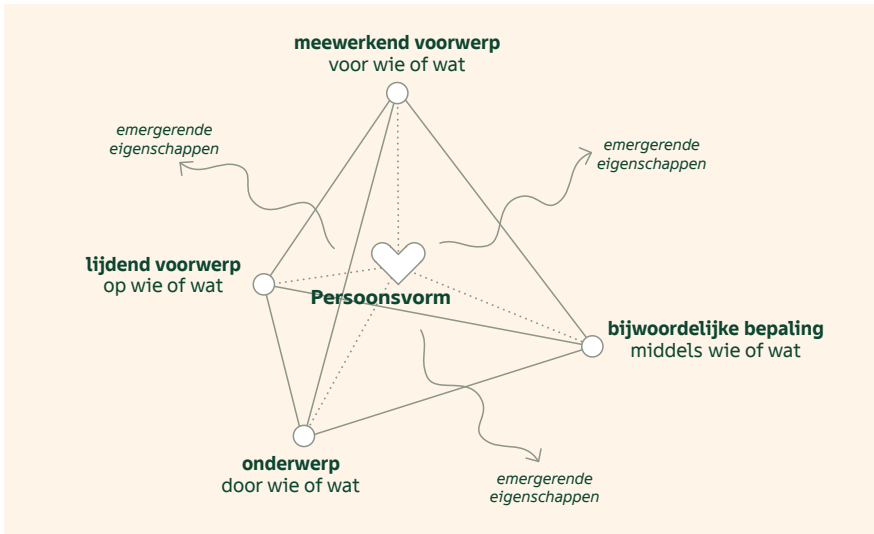 meewerkend voorwerp
voor wie of wat
emergerende
eigenschappen
emergerende
eigenschappen
lijdend voorwerp
op wie of wat
Persoonsvorm
bijwoordelijke bepaling
middels wie of wat
onderwerp
door wie of wat
emergerende
eigenschappen